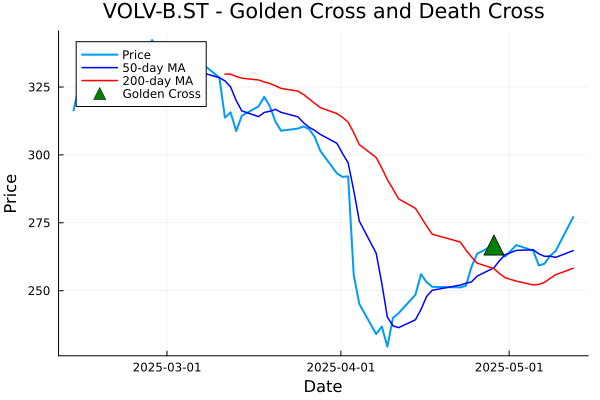 VOLV-B.ST - Golden Cross and Death Cross
Price
50-day MA
200-day MA
Golden Cross
325
300
275
250
Price
2025-03-01
2025-04-01
2025-05-01
Date